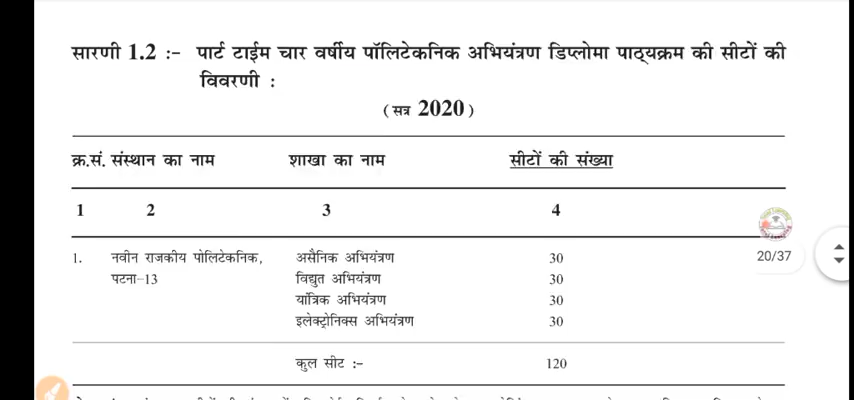 सारणी 1.2 :- पार्ट टाईम चार वर्षीय पॉलिटेकनिक अभियंत्रण डिप्लोमा पाठ्यक्रम की सीटों की
विवरणी :
(सत्र 2020)
क्र.सं. संस्थान का नाम शाखा का नाम सीटों की संख्या
1 2 3 4
1. नवीन राजकीय पोलिटेकनिक, असैनिक अभियंत्रण 30
पटना-13 विद्युत अभियंत्रण 30
यांत्रिक अभियंत्रण 30
इलेक्ट्रोनिक्स अभियंत्रण 30
कुल सीट :- 120
20/37